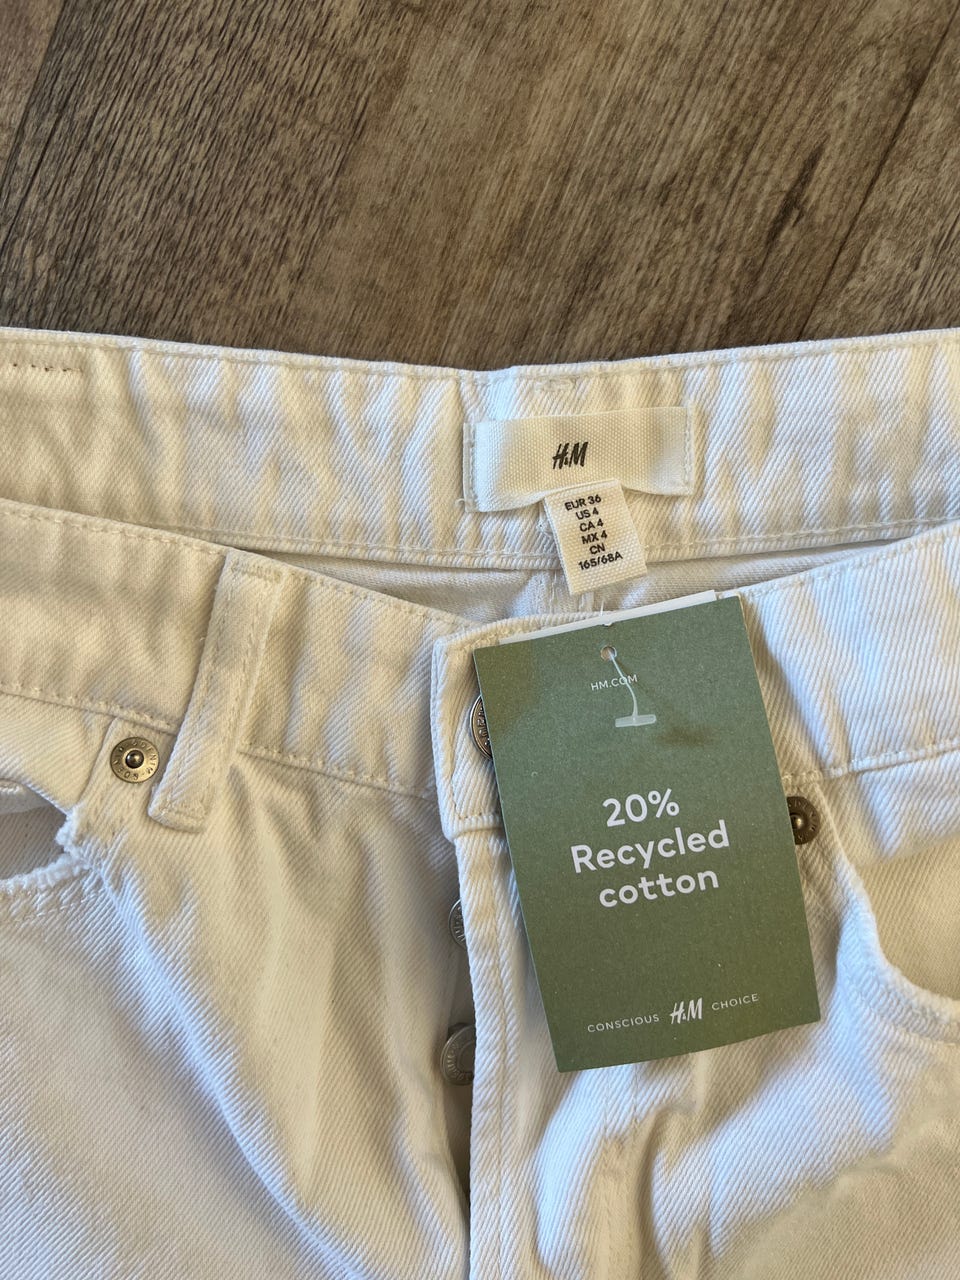 H&M
EUR 36
US 4
CA 4
MX 4
CN
165/68A
HM.COM
20%
Recycled
cotton
CONSCIOUS H&M CHOICE